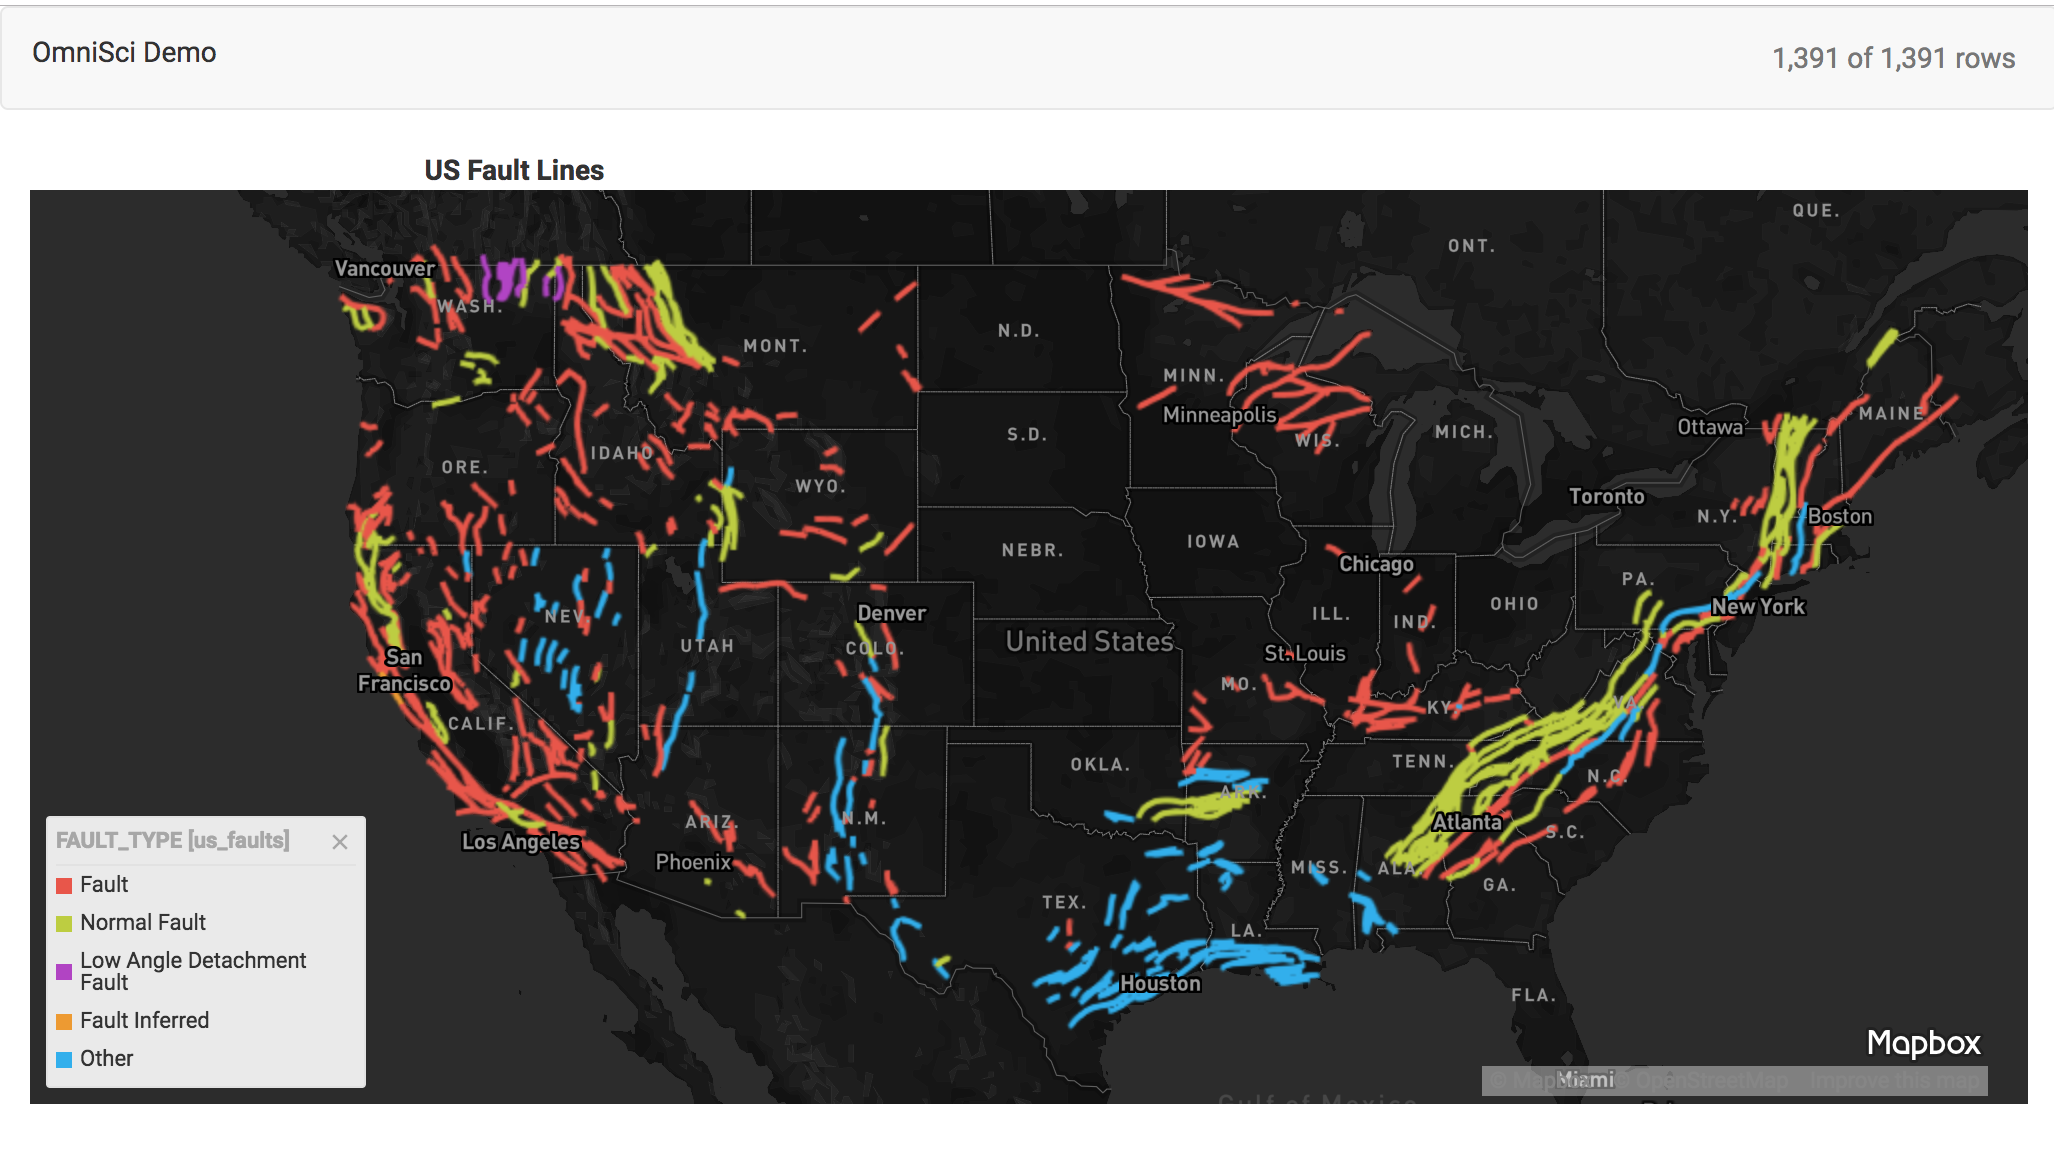 OmniSci Demo
1,391 of 1,391 rows
US Fault Lines
QUE.
ONT.
Vancouver
WASH.
MONT.
N.D.
MINN.
Minneapolis
S.D.
WIS.
MICH.
Ottawa
MAINE
ORE.
IDAHO
WYO.
Toronto
N.Y.
Boston
NEBR.
IOWA
Chicago
PA.
NEV.
UTAH
Denver
COLO.
United States
ILL.
IND.
OHIO
New York
San
Francisco
St. Louis
MO.
KY.
VA.
CALIF.
OKLA.
TENN.
N.C.
ARK.
Los Angeles
ARIZ.
N.M.
Atlanta
S.C.
Phoenix
MISS.
ALA.
GA.
TEX.
LA.
Houston
FLA.
FAULT_TYPE [us_faults]
Fault
Normal Fault
Low Angle Detachment
Fault
Fault Inferred
Other
Mapbox
Miami
© OpenStreetMap
Improve this map
Gulf of Mexico